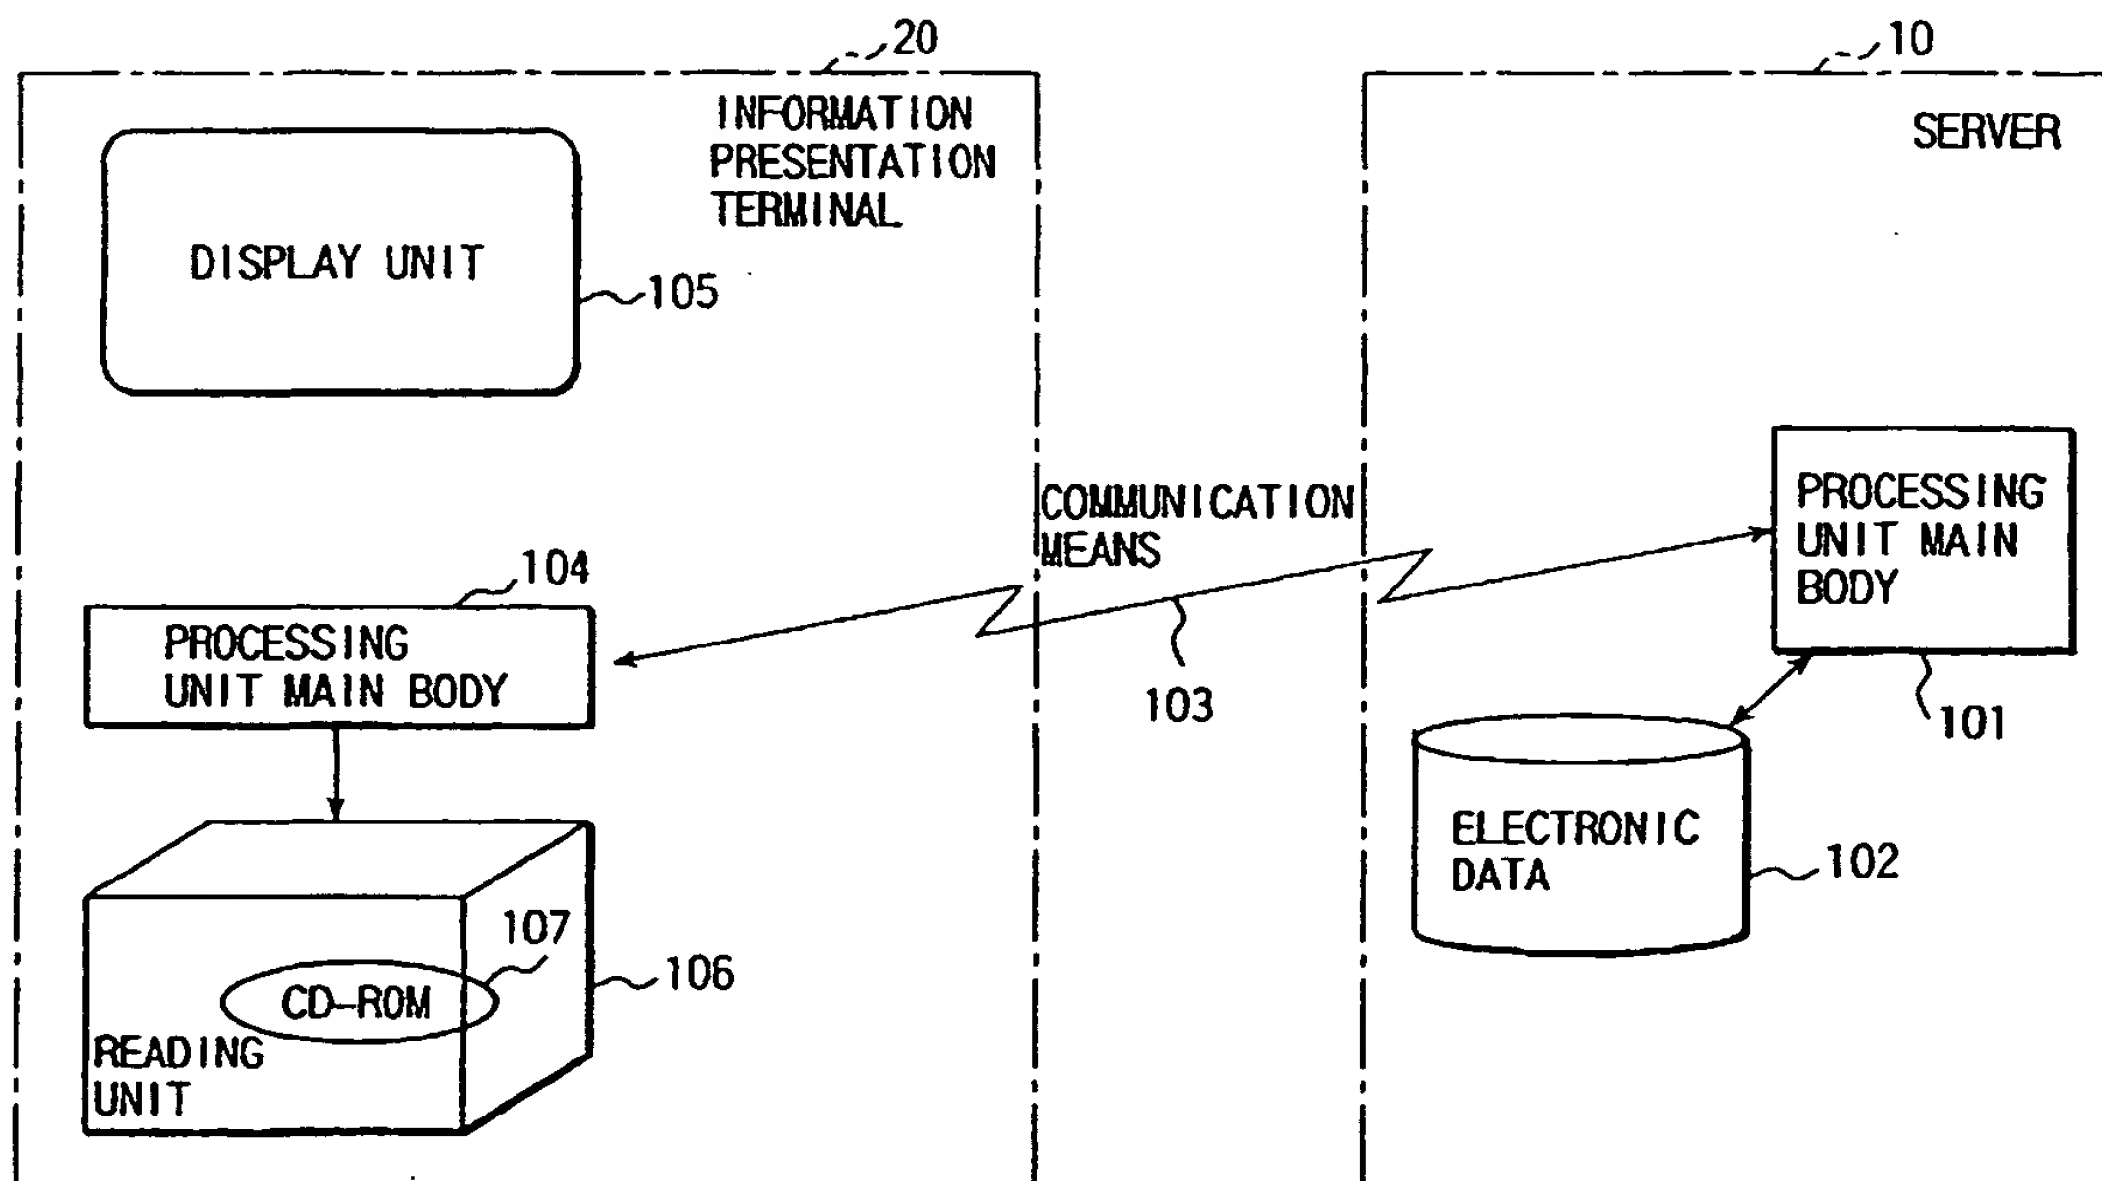 20
10
INFORMATION
PRESENTATION
TERMINAL
SERVER
DISPLAY UNIT
105
COMMUNICATION
MEANS
PROCESSING
UNIT MAIN
BODY
104
PROCESSING
UNIT MAIN BODY
103
101
ELECTRONIC
DATA
102
107
106
CD-ROM
READING
UNIT